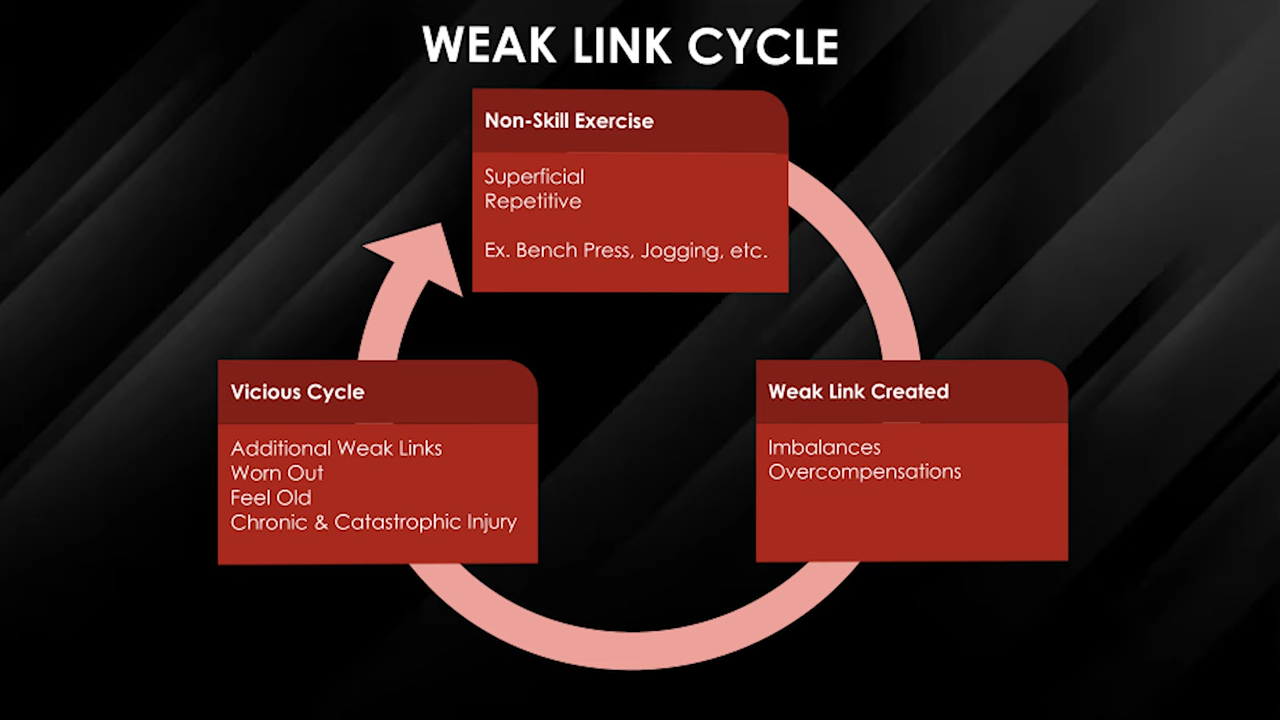 WEAK LINK CYCLE
Non-Skill Exercise
Superficial
Repetitive
Ex. Bench Press, Jogging, etc.
Weak Link Created
Imbalances
Overcompensations
Vicious Cycle
Additional Weak Links
Worn Out
Feel Old
Chronic & Catastrophic Injury